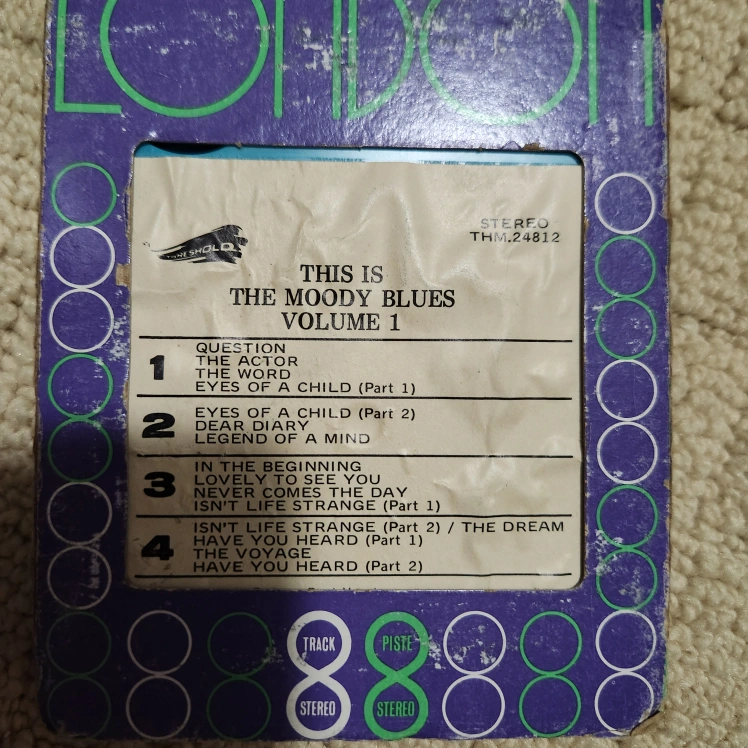 LONDON
THRESHOLD
STEREO
THM.24812
THIS IS
THE MOODY BLUES
VOLUME 1
1
QUESTION
THE ACTOR
THE WORD
EYES OF A CHILD (Part 1)
2
EYES OF A CHILD (Part 2)
DEAR DIARY
LEGEND OF A MIND
3
IN THE BEGINNING
LOVELY TO SEE YOU
NEVER COMES THE DAY
ISN'T LIFE STRANGE (Part 1)
4
ISN'T LIFE STRANGE (Part 2) / THE DREAM
HAVE YOU HEARD (Part 1)
THE VOYAGE
HAVE YOU HEARD (Part 2)
TRACK PISTE
STEREO STEREO